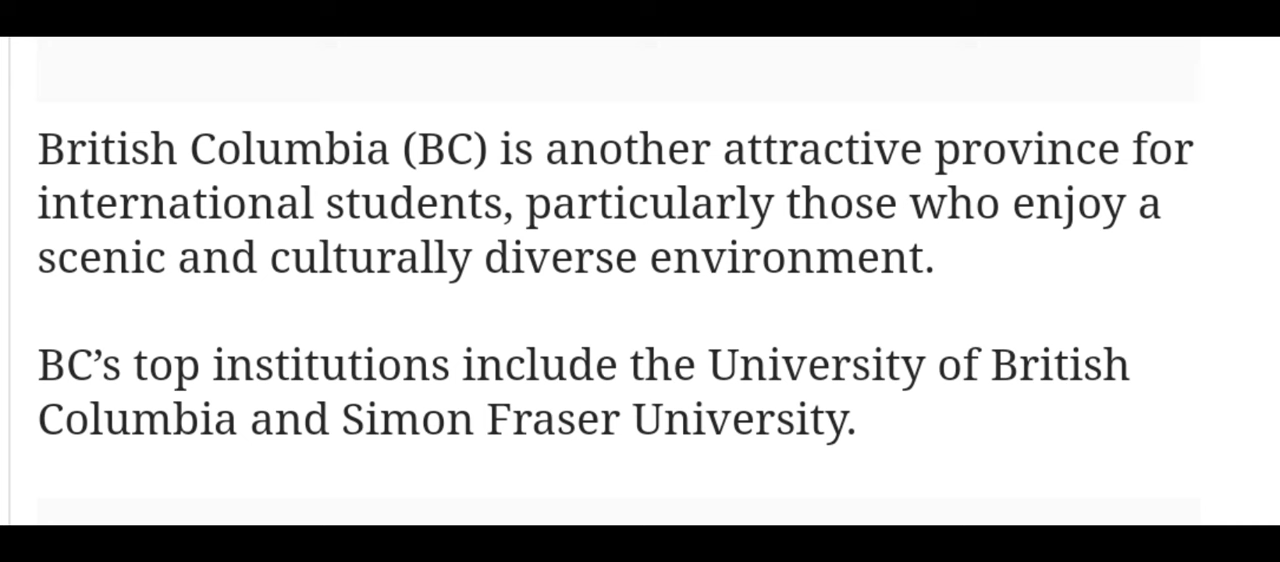 British Columbia (BC) is another attractive province for
international students, particularly those who enjoy a
scenic and culturally diverse environment.
BC’s top institutions include the University of British
Columbia and Simon Fraser University.